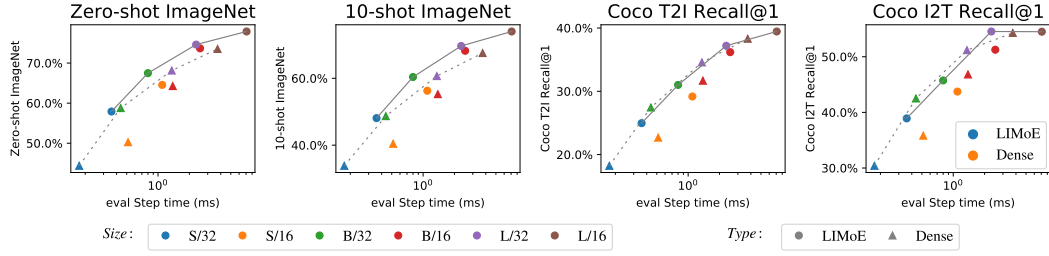 Zero-shot ImageNet
Zero-shot ImageNet
70.0%
60.0%
50.0%
10⁰
eval Step time (ms)
10-shot ImageNet
10-shot ImageNet
60.0%
40.0%
10⁰
eval Step time (ms)
Coco T2I Recall@1
Coco T2I Recall@1
40.0%
30.0%
20.0%
10⁰
eval Step time (ms)
Coco I2T Recall@1
Coco I2T Recall@1
50.0%
40.0%
30.0%
10⁰
eval Step time (ms)
LIMoE
Dense
Size: S/32 S/16 B/32 B/16 L/32 L/16
Type: LIMoE Dense